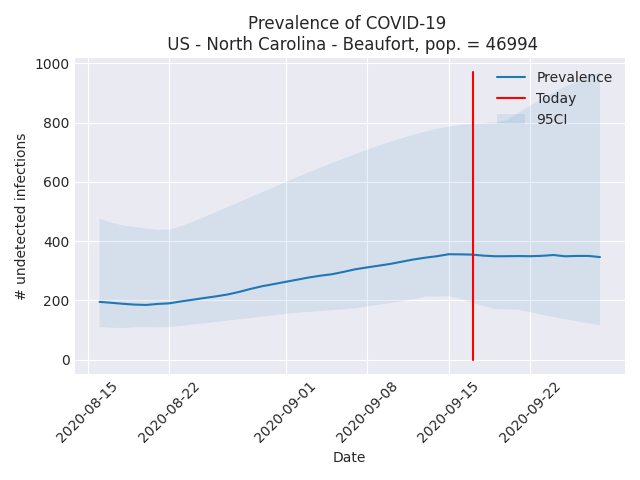 Prevalence of COVID-19
US - North Carolina - Beaufort, pop. = 46994
1000
800
600
400
200
0
# undetected infections
Prevalence
Today
95CI
2020-08-15
2020-08-22
2020-09-01
2020-09-08
2020-09-15
2020-09-22
Date